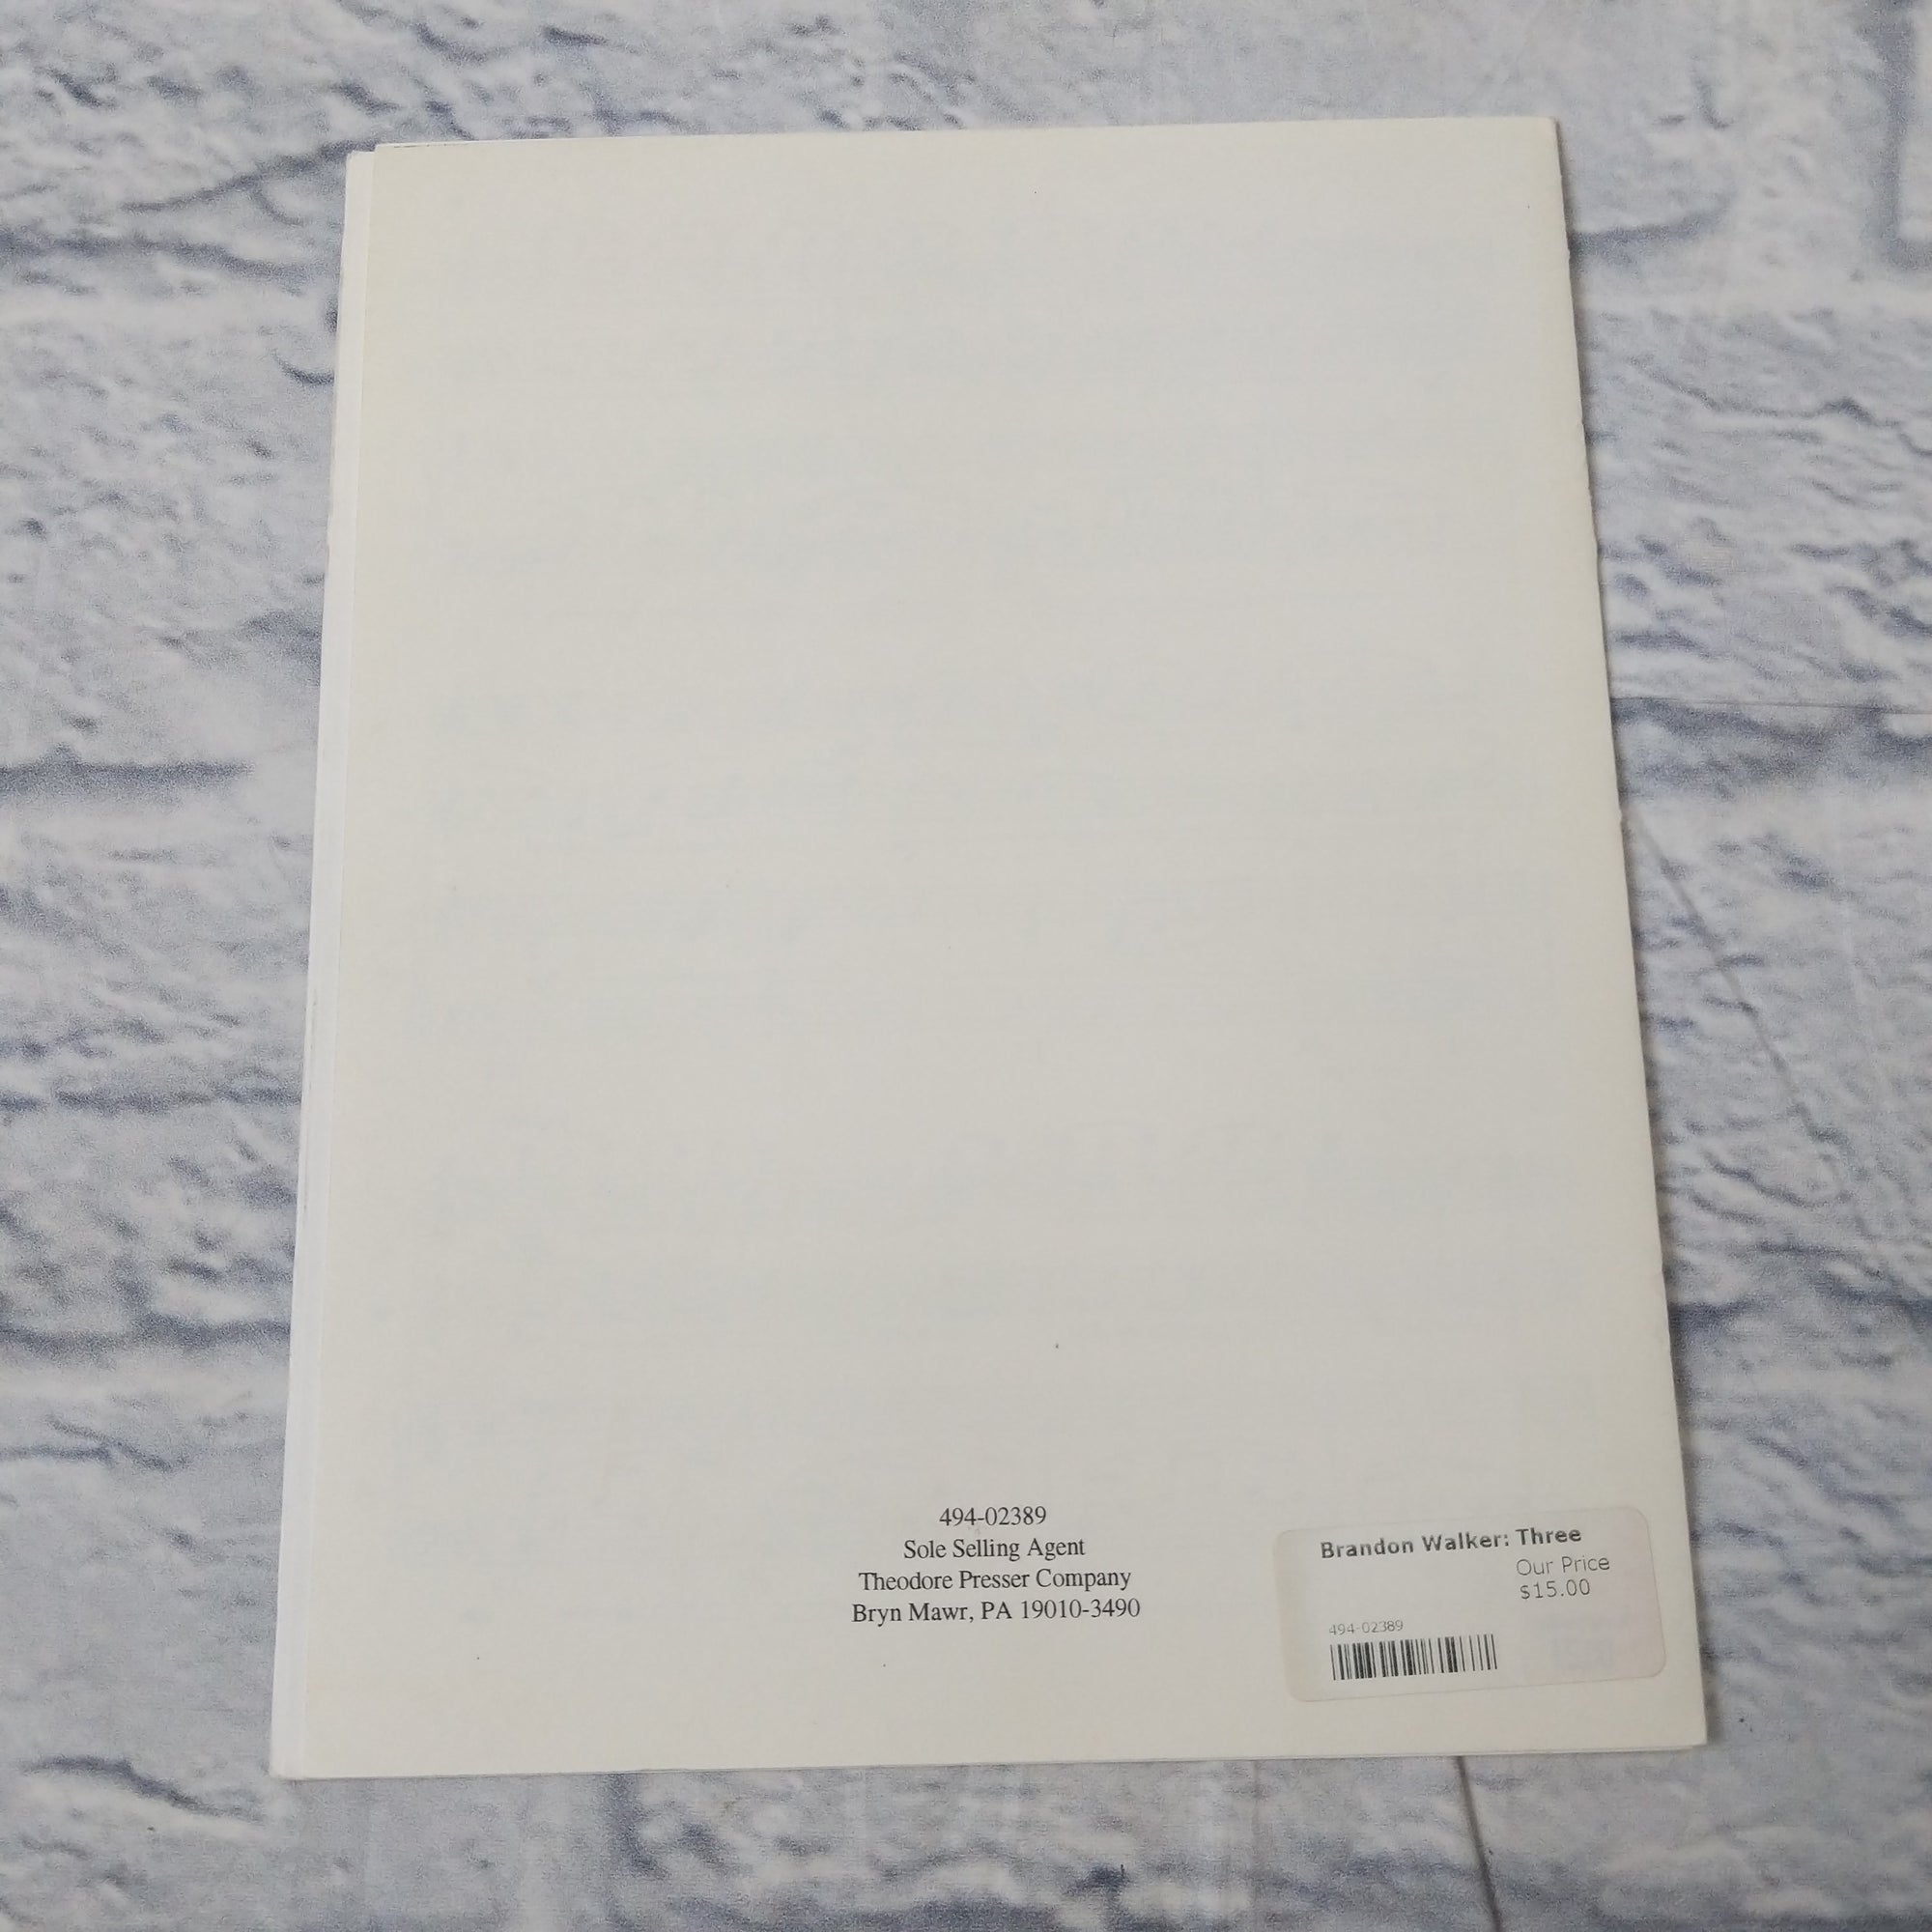 494-02389
Sole Selling Agent
Theodore Presser Company
Bryn Mawr, PA 19010-3490
Brandon Walker: Three
Our Price
$15.00
494-02389